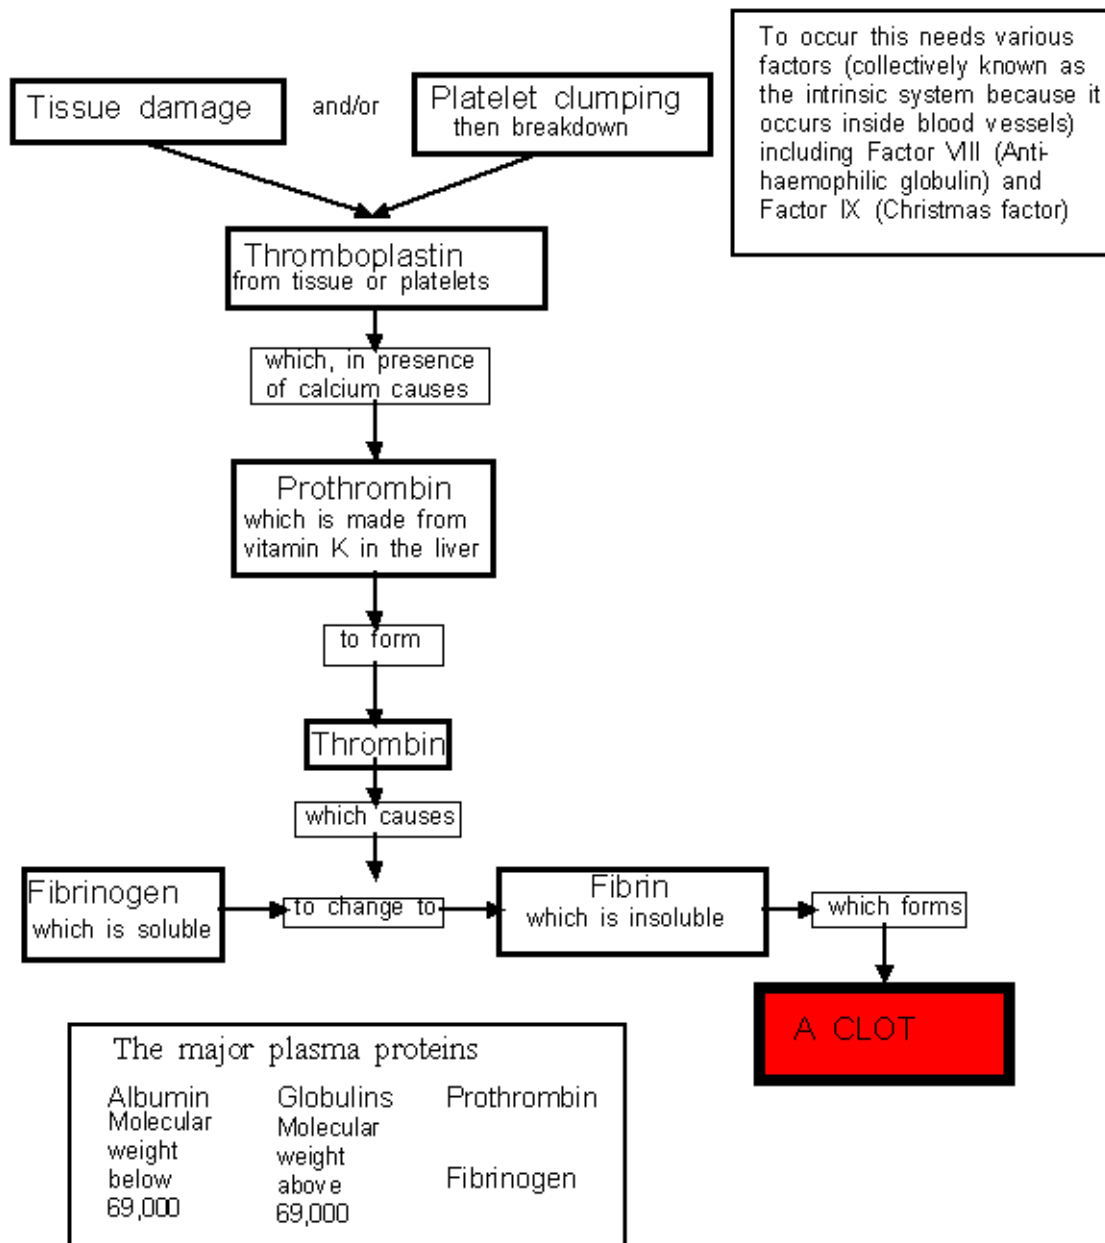 Tissue damage
and/or
Platelet clumping
then breakdown
To occur this needs various
factors (collectively known as
the intrinsic system because it
occurs inside blood vessels)
including Factor VIII (Anti-
haemophilic globulin) and
Factor IX (Christmas factor)
Thromboplastin
from tissue or platelets
which, in presence
of calcium causes
Prothrombin
which is made from
vitamin K in the liver
to form
Thrombin
which causes
Fibrinogen
which is soluble
to change to
Fibrin
which is insoluble
which forms
A CLOT
The major plasma proteins
Albumin
Molecular
weight
below
69,000
Globulins
Molecular
weight
above
69,000
Prothrombin
Fibrinogen